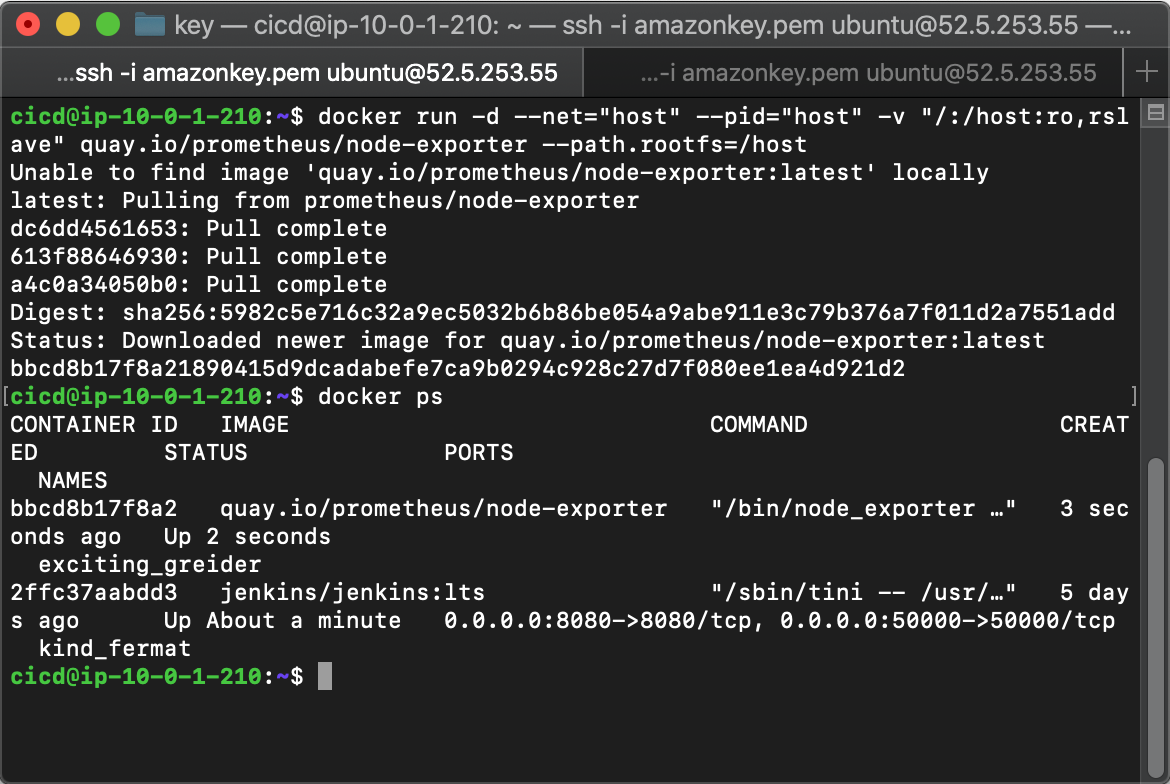 key — cicd@ip-10-0-1-210: ~ — ssh -i amazonkey.pem ubuntu@52.5.253.55 —...
...ssh -i amazonkey.pem ubuntu@52.5.253.55
...-i amazonkey.pem ubuntu@52.5.253.55
cicd@ip-10-0-1-210:~$ docker run -d --net="host" --pid="host" -v "/:/host:ro,rsl
ave" quay.io/prometheus/node-exporter --path.rootfs=/host
Unable to find image 'quay.io/prometheus/node-exporter:latest' locally
latest: Pulling from prometheus/node-exporter
dc6dd4561653: Pull complete
613f88646930: Pull complete
a4c0a34050b0: Pull complete
Digest: sha256:5982c5e716c32a9ec5032b6b86be054a9abe911e3c79b376a7f011d2a7551add
Status: Downloaded newer image for quay.io/prometheus/node-exporter:latest
bbcd8b17f8a21890415d9dcadabefe7ca9b0294c928c27d7f080ee1ea4d921d2
[cicd@ip-10-0-1-210:~$ docker ps ]
CONTAINER ID   IMAGE                              COMMAND                  CREAT
ED         STATUS              PORTS
  NAMES
bbcd8b17f8a2   quay.io/prometheus/node-exporter   "/bin/node_exporter …"   3 sec
onds ago   Up 2 seconds
  exciting_greider
2ffc37aabdd3   jenkins/jenkins:lts                "/sbin/tini -- /usr/…"   5 day
s ago      Up About a minute   0.0.0.0:8080->8080/tcp, 0.0.0.0:50000->50000/tcp
  kind_fermat
cicd@ip-10-0-1-210:~$